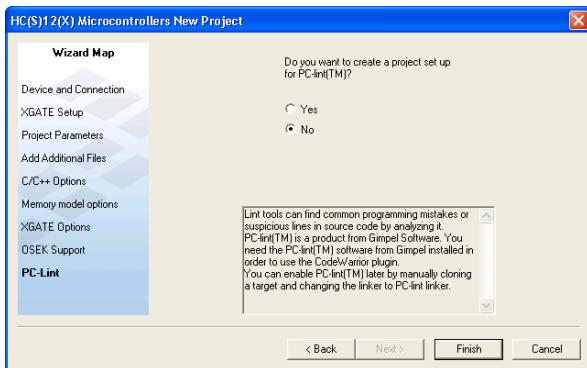 HC(S)12(X) Microcontrollers New Project
Wizard Map
Device and Connection
XGATE Setup
Project Parameters
Add Additional Files
C/C++ Options
Memory model options
XGATE Options
OSEK Support
PC-Lint
Do you want to create a project set up
for PC-lint(TM)?
Yes
No
Lint tools can find common programming mistakes or
suspicious lines in source code by analyzing it.
PC-lint(TM) is a product from Gimpel Software. You
need the PC-lint(TM) software from Gimpel installed in
order to use the CodeWarrior plugin.
You can enable PC-lint(TM) later by manually cloning
a target and changing the linker to PC-lint linker.
< Back
Next >
Finish
Cancel